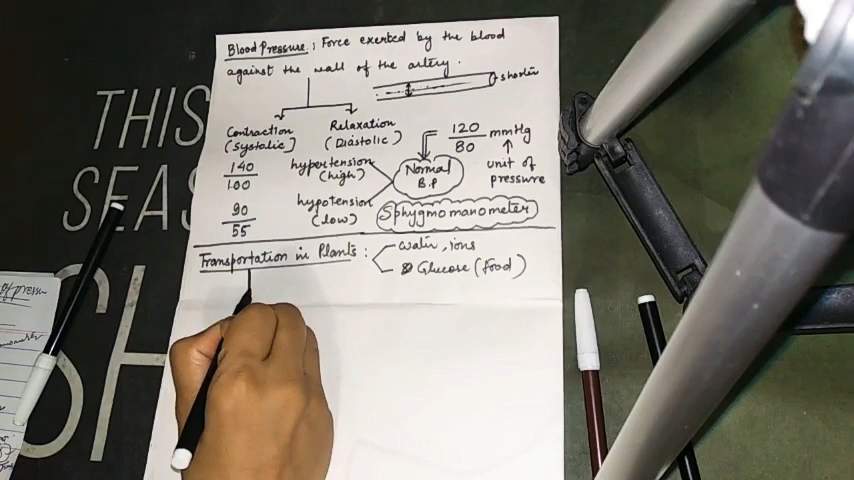 Blood Pressure : Force exerted by the blood
against the wall of the artery.
shorter
Contraction
(Systolic)
Relaxation
(Diastolic)
120
80
mmHg
unit of
pressure
Normal
B.P
140
100
hypertension
(high)
90
55
hypotension
(low)
Sphygmomanometer
Transportation in Plants :
water, ions
Glucose (food)
THIS
SEAS
SH